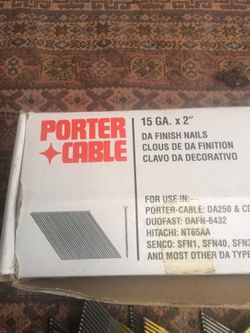 PORTER
CABLE
15 GA. x 2"
DA FINISH NAILS
CLOUS DE DA FINITION
CLAVO DA DECORATIVO
FOR USE IN:
PORTER-CABLE: DA250 &
DUOFAST: DAFN-6432
HITACHI: NT65AA
SENCO: SFN1, SFN40,
AND MOST OTHER DA